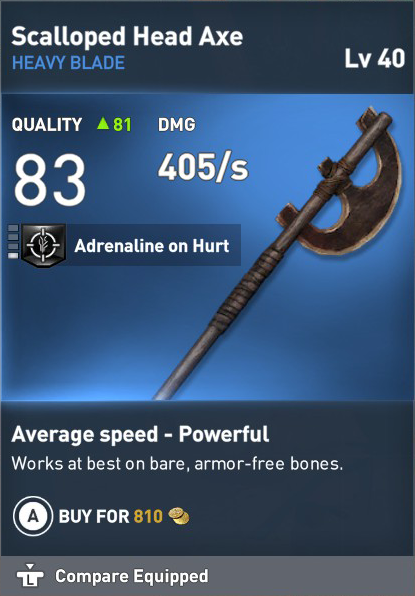 Scalloped Head Axe
HEAVY BLADE
Lv 40
QUALITY ▲81 DMG
83 405/s
Adrenaline on Hurt
Average speed - Powerful
Works at best on bare, armor-free bones.
A BUY FOR 810
L Compare Equipped